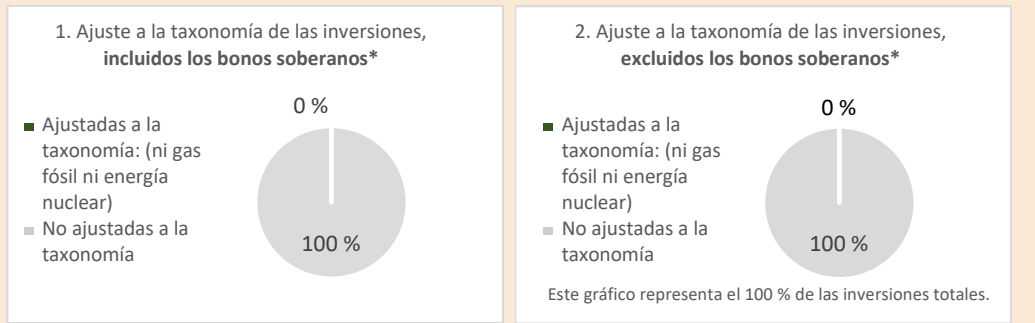 1. Ajuste a la taxonomía de las inversiones,
incluidos los bonos soberanos*
0 %
Ajustadas a la
taxonomía: (ni gas
fósil ni energía
nuclear)
No ajustadas a la
taxonomía
100 %
2. Ajuste a la taxonomía de las inversiones,
excluidos los bonos soberanos*
0 %
Ajustadas a la
taxonomía: (ni gas
fósil ni energía
nuclear)
No ajustadas a la
taxonomía
100 %
Este gráfico representa el 100 % de las inversiones totales.